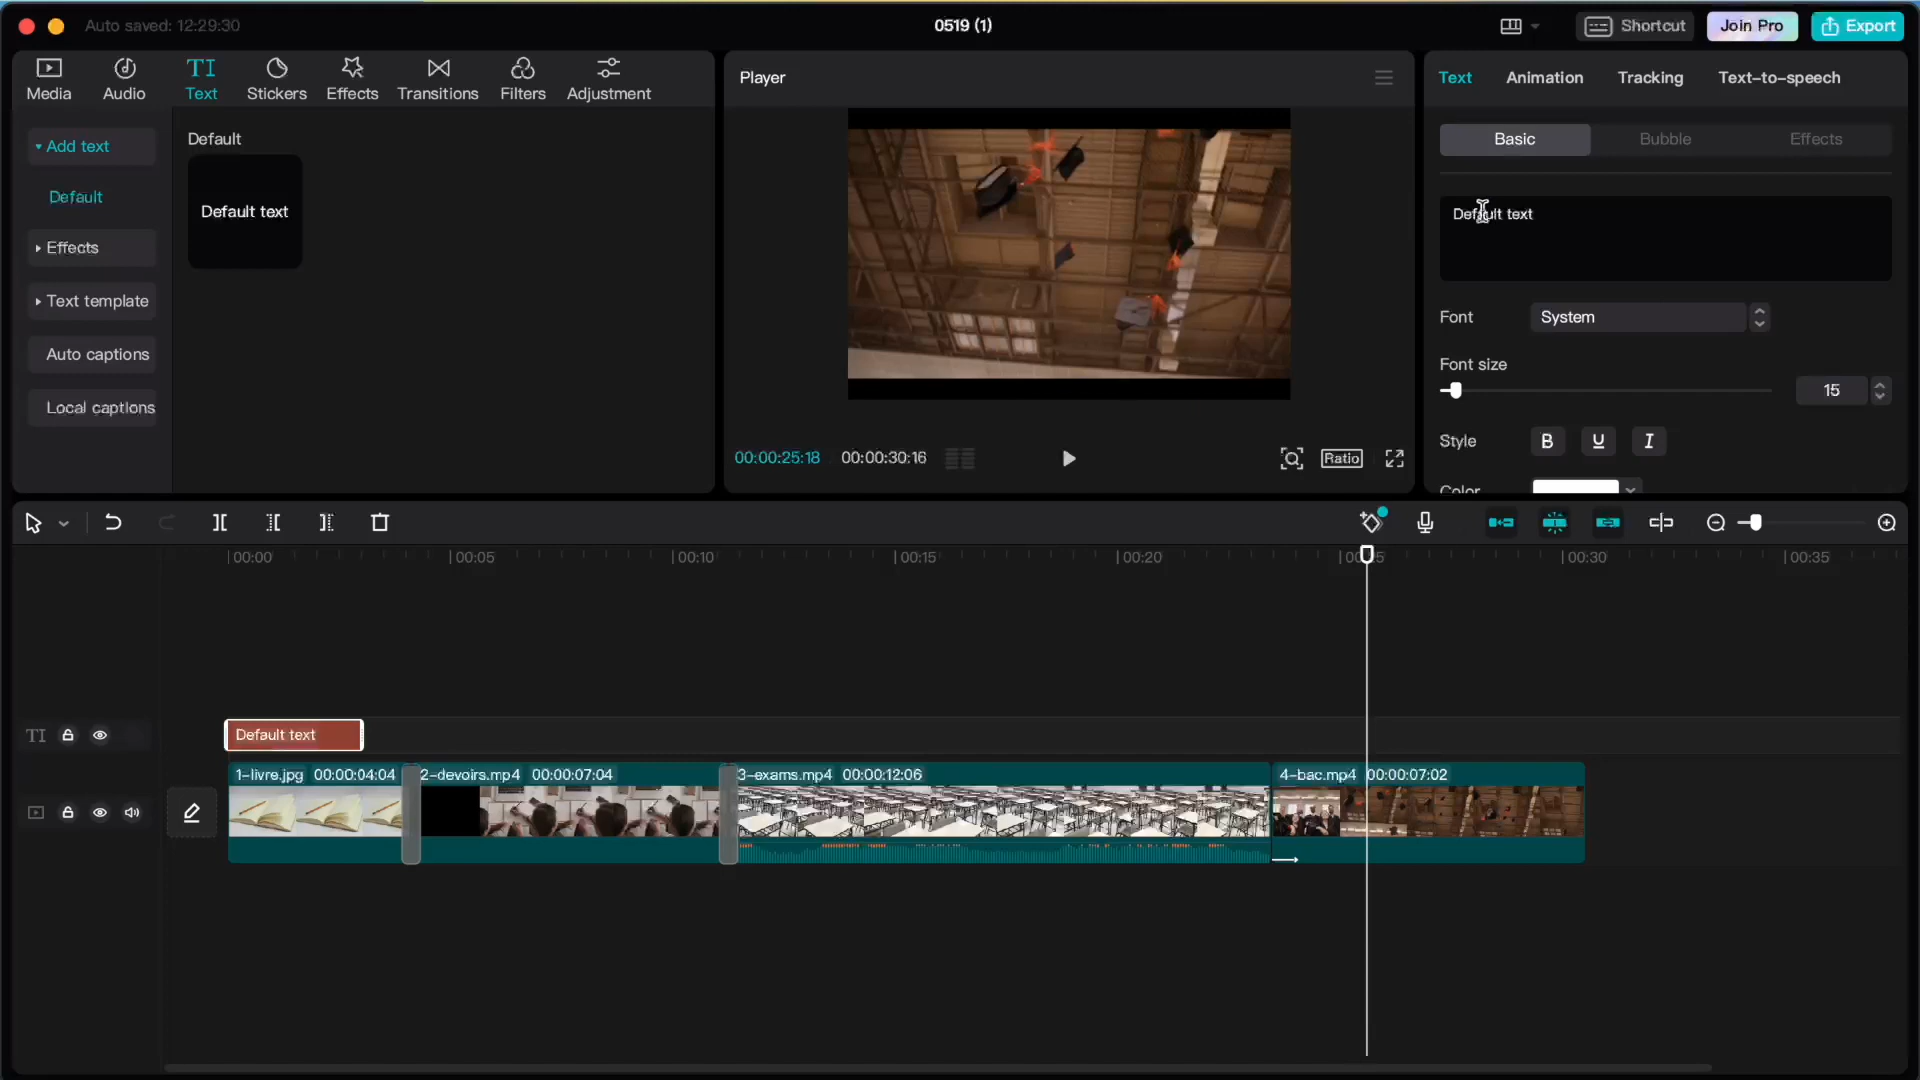 Auto saved: 12:29:30
0519 (1)
Shortcut
Join Pro
Export
Media
Audio
TI
Text
Stickers
Effects
Transitions
Filters
Adjustment
Add text
Default
Effects
Text template
Auto captions
Local captions
Default
Default text
Player
00:00:25:18
00:00:30:16
Ratio
Text
Animation
Tracking
Text-to-speech
Basic
Bubble
Effects
Default text
Font
System
Font size
15
Style
B
U
I
Color
00:00
00:05
00:10
00:15
00:20
00:25
00:30
00:35
TI
Default text
1-livre.jpg 00:00:04:04
2-devoirs.mp4 00:00:07:04
3-exams.mp4 00:00:12:06
4-bac.mp4 00:00:07:02